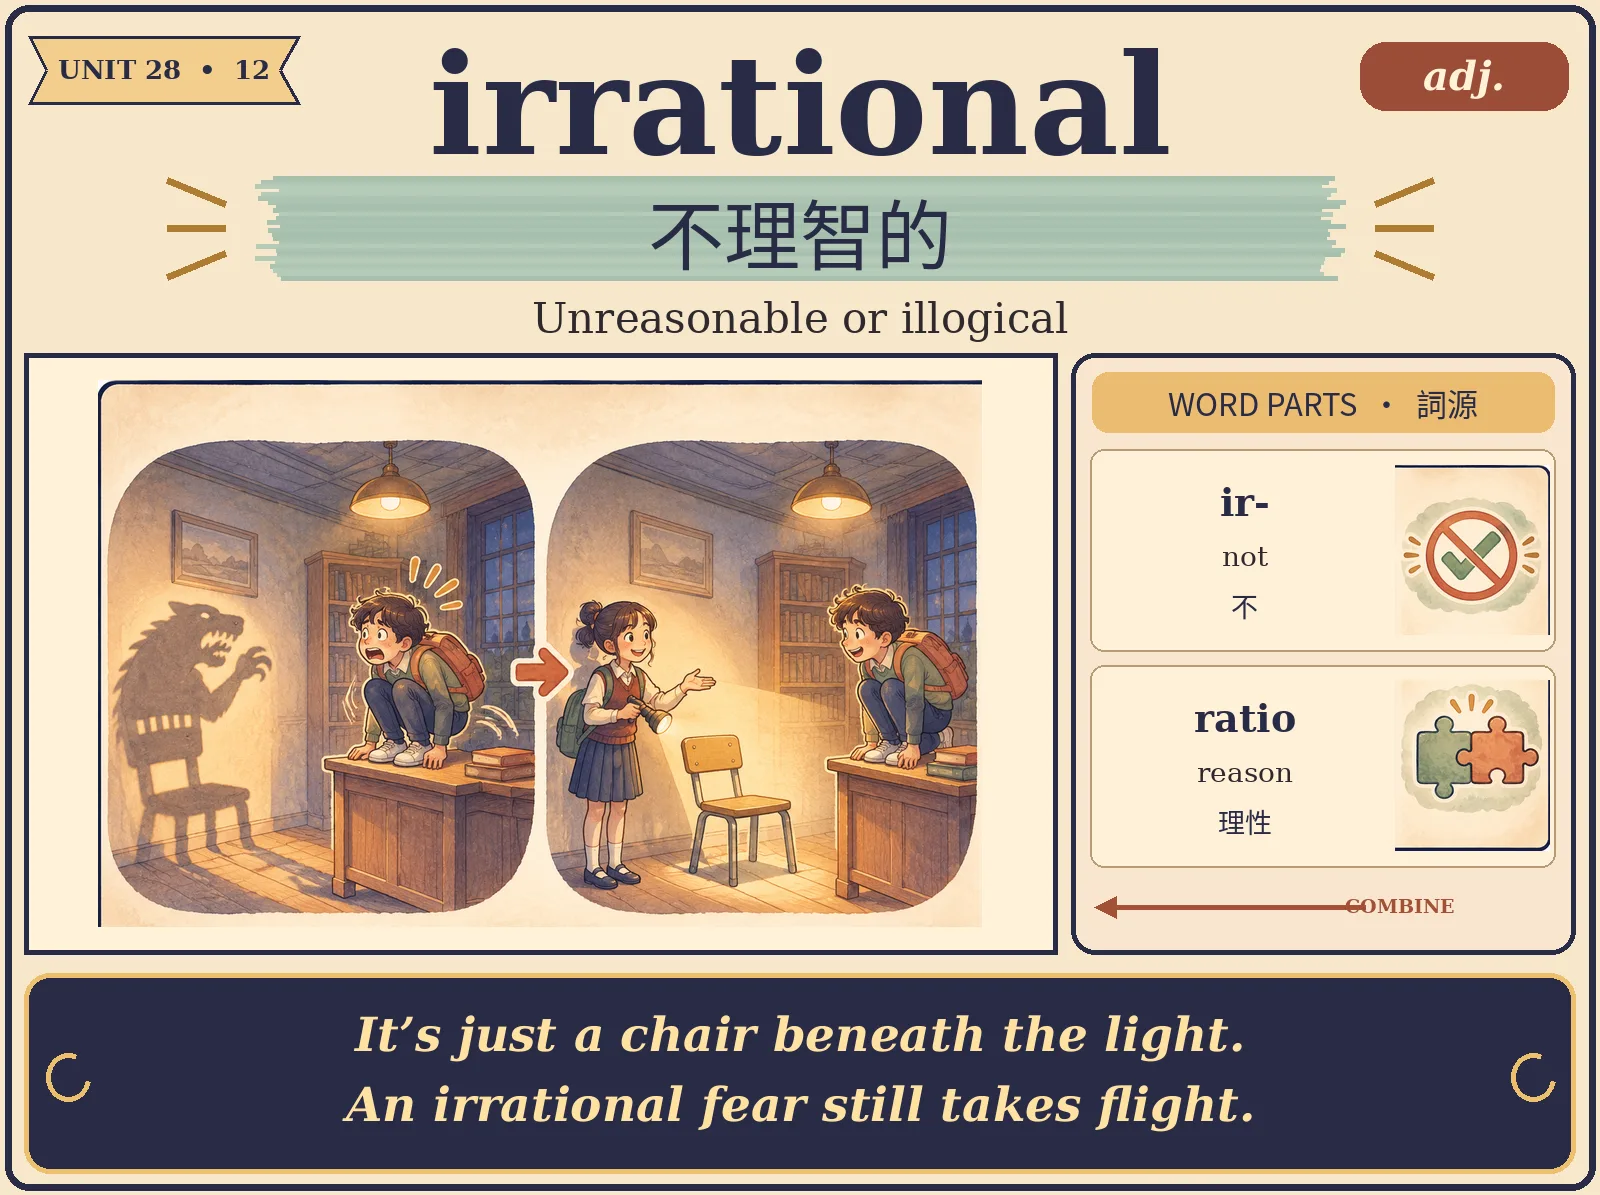 UNIT 28 • 12
irrational
adj.
不理智的
Unreasonable or illogical
WORD PARTS • 詞源
ir-
not
不
ratio
reason
理性
COMBINE
It’s just a chair beneath the light.
An irrational fear still takes flight.